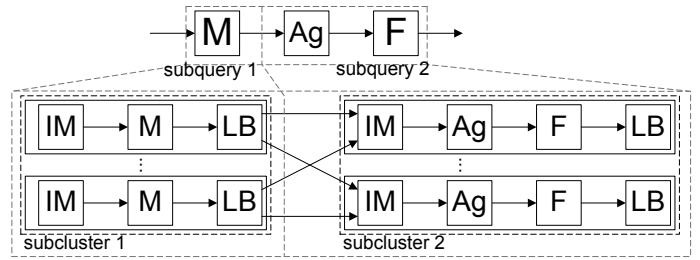 M Ag F
subquery 1 subquery 2
IM M LB IM Ag F LB
... ...
IM M LB IM Ag F LB
subcluster 1 subcluster 2